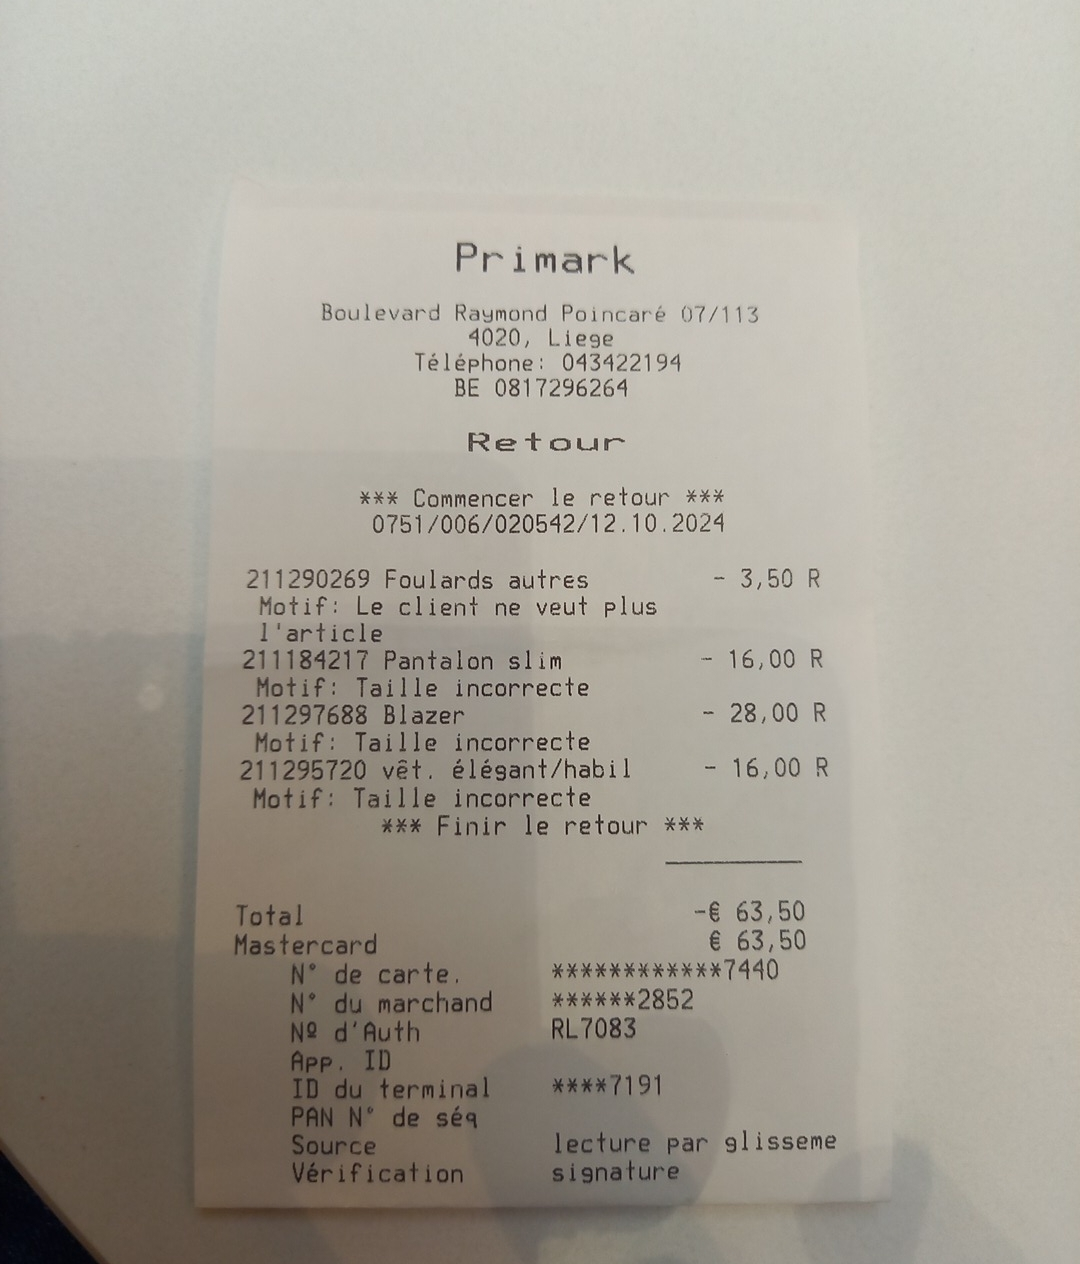 Primark
Boulevard Raymond Poincaré 07/113
4020, Liege
Téléphone: 043422194
BE 0817296264
Retour
*** Commencer le retour ***
0751/006/020542/12.10.2024
211290269 Foulards autres - 3,50 R
Motif: Le client ne veut plus
l'article
211184217 Pantalon slim - 16,00 R
Motif: Taille incorrecte
211297688 Blazer - 28,00 R
Motif: Taille incorrecte
211295720 vêt. élégant/habil - 16,00 R
Motif: Taille incorrecte
*** Finir le retour ***
Total -€ 63,50
Mastercard € 63,50
N° de carte. ************7440
N° du marchand ******2852
Nº d'Auth RL7083
App. ID
ID du terminal ****7191
PAN N° de séq
Source lecture par glisseme
Vérification signature